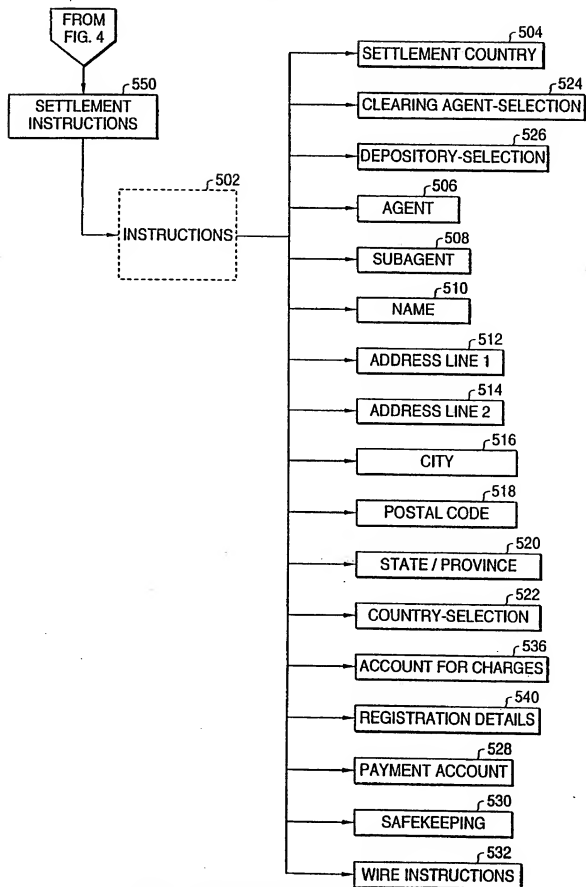 FROM
FIG. 4
550
SETTLEMENT
INSTRUCTIONS
502
INSTRUCTIONS
504
SETTLEMENT COUNTRY
524
CLEARING AGENT-SELECTION
526
DEPOSITORY-SELECTION
506
AGENT
508
SUBAGENT
510
NAME
512
ADDRESS LINE 1
514
ADDRESS LINE 2
516
CITY
518
POSTAL CODE
520
STATE / PROVINCE
522
COUNTRY-SELECTION
536
ACCOUNT FOR CHARGES
540
REGISTRATION DETAILS
528
PAYMENT ACCOUNT
530
SAFEKEEPING
532
WIRE INSTRUCTIONS